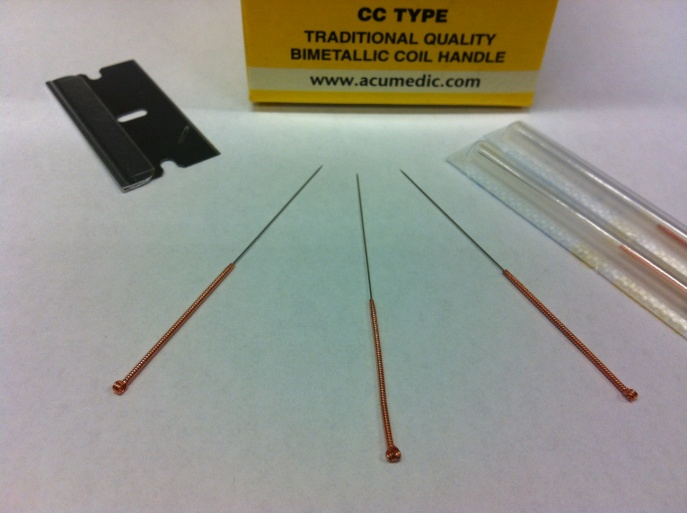 CC TYPE
TRADITIONAL QUALITY
BIMETALLIC COIL HANDLE
www.acumedic.com